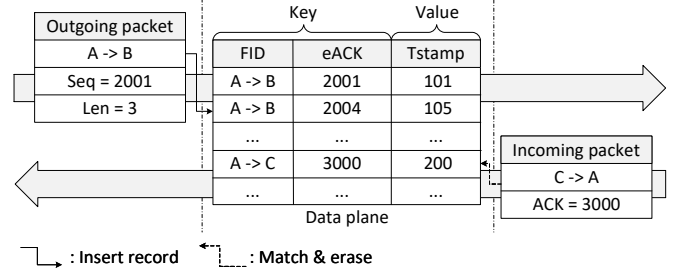 Key Value
Outgoing packet
A -> B
Seq = 2001
Len = 3
FID eACK Tstamp
A -> B 2001 101
A -> B 2004 105
... ... ...
A -> C 3000 200
... ... ...
Data plane
Incoming packet
C -> A
ACK = 3000
: Insert record : Match & erase